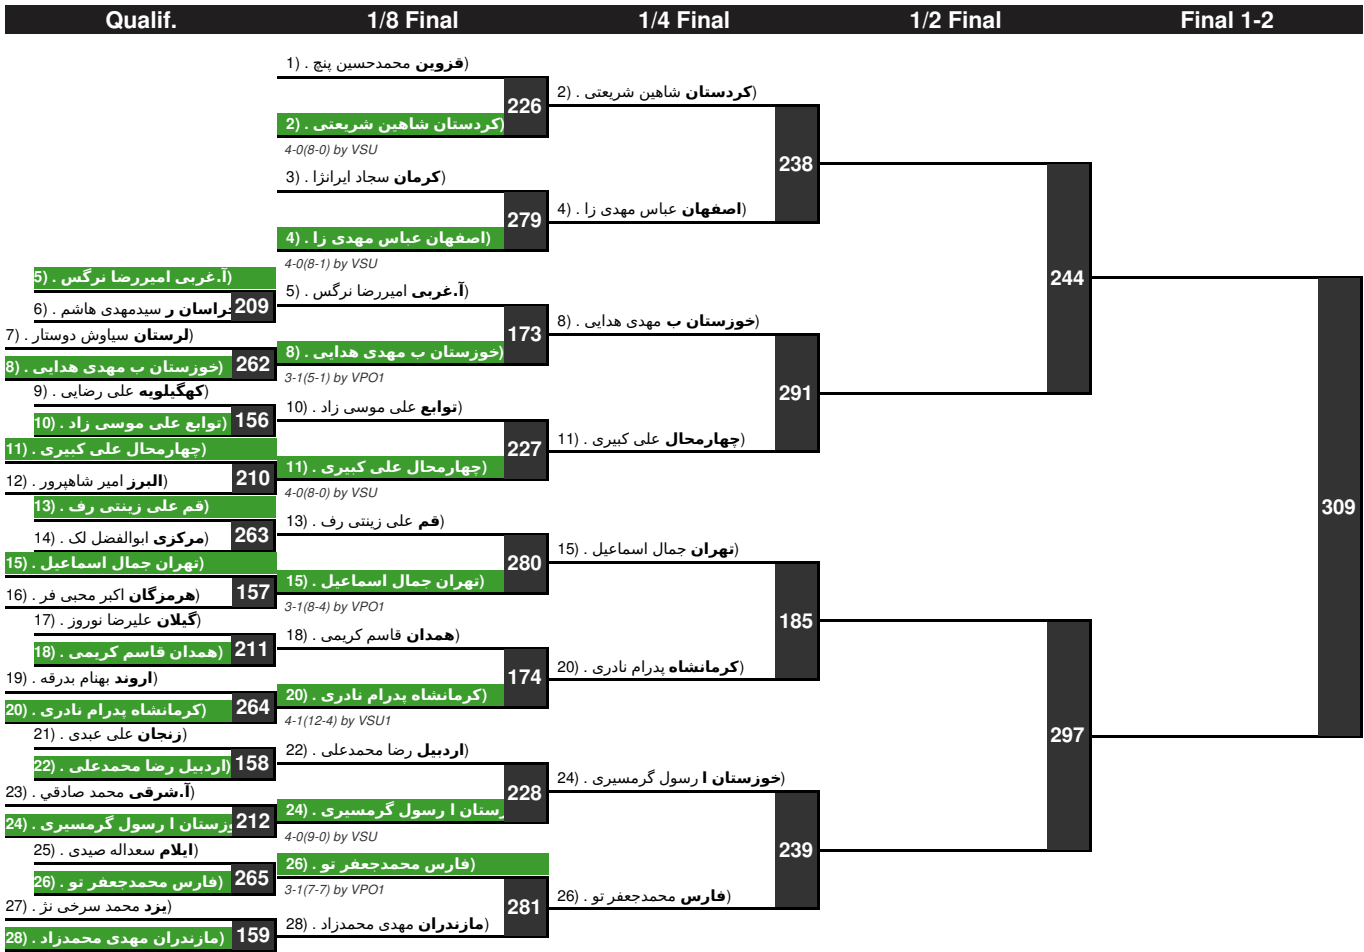 Qualif.
1/8 Final
1/4 Final
1/2 Final
Final 1-2
5) . آ.غربی امیررضا نرگس)
209
6) . سیدمهدی هاشم
7) . لرستان سیاوش دوستار)
262
8) . خوزستان ب مهدی هدایی)
9) . کهگیلویه علی رضایی)
156
10) . توابع علی موسی زاد)
11) . چهارمحال علی کبیری)
210
12) . البرز امیر شاهپرور)
13) . قم علی زینتی رف)
263
14) . مرکزی ابوالفضل لک)
15) . تهران جمال اسماعیل)
157
16) . هرمزگان اکبر محبی فر)
17) . گیلان علیرضا نوروز)
211
18) . همدان قاسم کریمی)
19) . اروند بهنام بدرقه)
264
20) . کرمانشاه پدرام نادری)
21) . زنجان علی عبدی)
158
22) . اردبیل رضا محمدعلی)
23) . آ.شرقی محمد صادقي)
212
24) . وزستان ا رسول گرمسیری)
25) . ایلام سعداله صیدی)
265
26) . فارس محمدجعفر تو)
27) . یزد محمد سرخی نژ)
159
28) . مازندران مهدی محمدزاد)
1) . قزوین محمدحسین پنچ)
226
2) . کردستان شاهین شریعتی)
4-0(8-0) by VSU
3) . کرمان سجاد ایرانژا)
279
4) . اصفهان عباس مهدی زا)
4-0(8-1) by VSU
5) . آ.غربی امیررضا نرگس)
173
8) . خوزستان ب مهدی هدایی)
3-1(5-1) by VPO1
10) . توابع علی موسی زاد)
227
11) . چهارمحال علی کبیری)
4-0(8-0) by VSU
13) . قم علی زینتی رف)
280
15) . تهران جمال اسماعیل)
3-1(8-4) by VPO1
18) . همدان قاسم کریمی)
174
20) . کرمانشاه پدرام نادری)
4-1(12-4) by VSU1
22) . اردبیل رضا محمدعلی)
228
24) . رستان ا رسول گرمسیری
4-0(9-0) by VSU
26) . فارس محمدجعفر تو)
3-1(7-7) by VPO1
281
28) . مازندران مهدی محمدزاد)
2) . کردستان شاهین شریعتی)
238
4) . اصفهان عباس مهدی زا)
8) . خوزستان ب مهدی هدایی)
291
11) . چهارمحال علی کبیری)
15) . تهران جمال اسماعیل)
185
20) . کرمانشاه پدرام نادری)
24) . خوزستان ا رسول گرمسیری)
239
26) . فارس محمدجعفر تو)
244
297
309